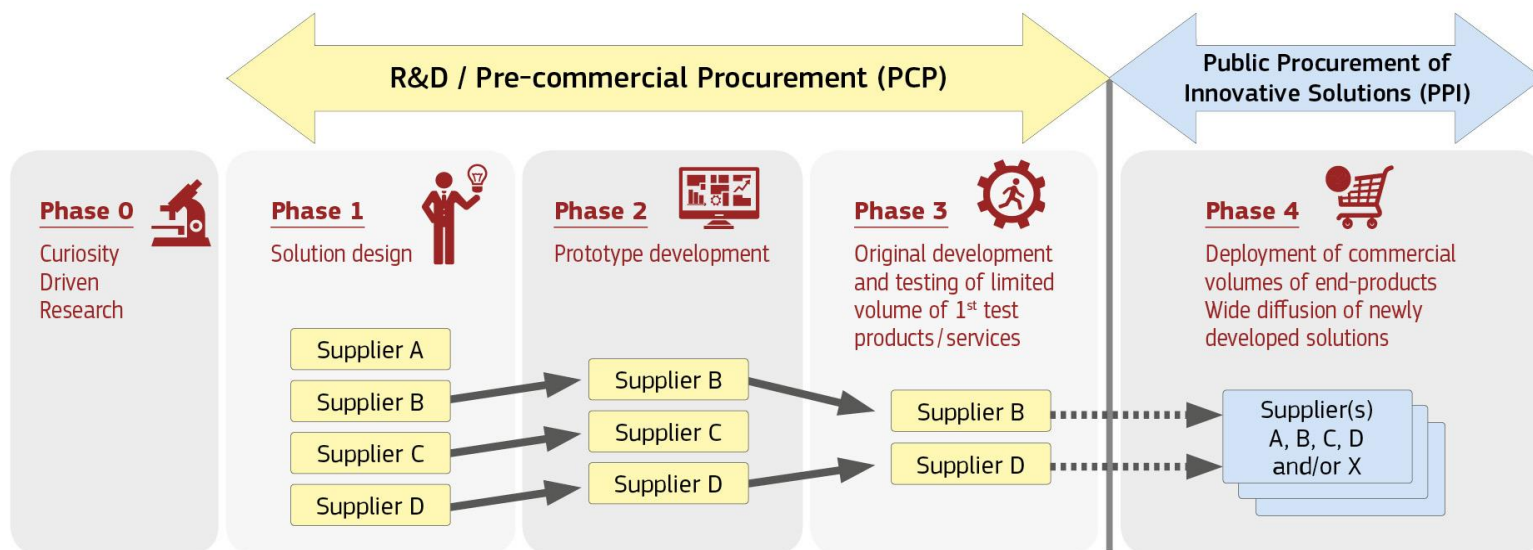 R&D / Pre-commercial Procurement (PCP)
Public Procurement of
Innovative Solutions (PPI)
Phase 0
Curiosity
Driven
Research
Phase 1
Solution design
Supplier A
Supplier B
Supplier C
Supplier D
Phase 2
Prototype development
Supplier B
Supplier C
Supplier D
Phase 3
Original development
and testing of limited
volume of 1st test
products/services
Supplier B
Supplier D
Phase 4
Deployment of commercial
volumes of end-products
Wide diffusion of newly
developed solutions
Supplier(s)
A, B, C, D
and/or X